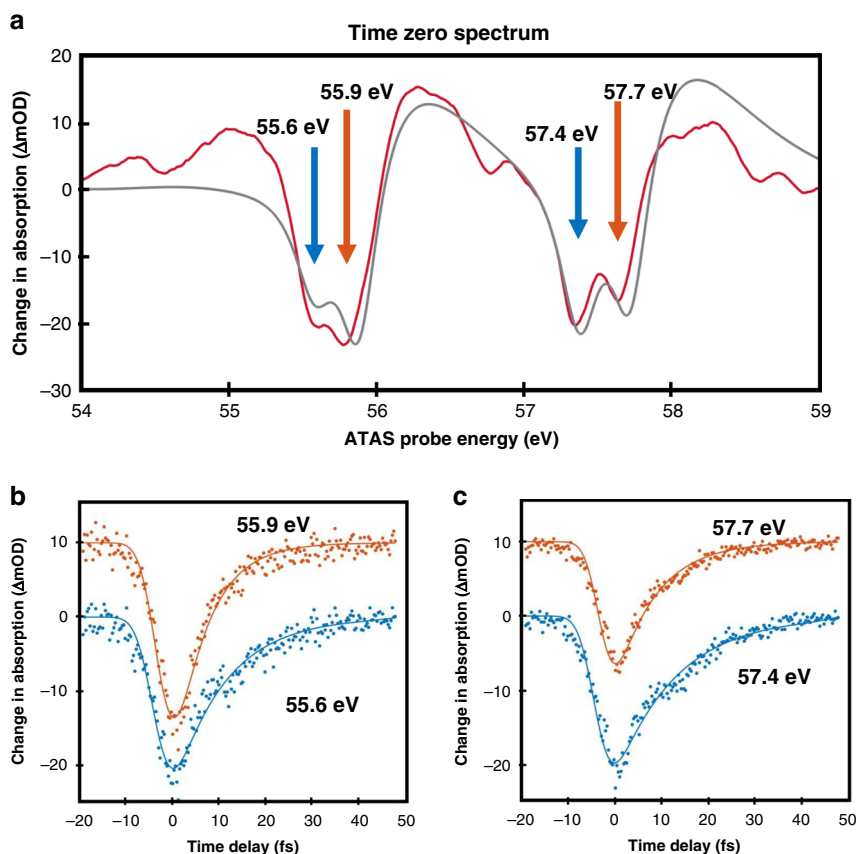 a
Time zero spectrum
Change in absorption (ΔmOD)
20
10
0
–10
–20
–30
55.6 eV
55.9 eV
57.4 eV
57.7 eV
54
55
56
57
58
59
ATAS probe energy (eV)
b
Change in absorption (ΔmOD)
10
0
–10
–20
55.9 eV
55.6 eV
–20
–10
0
10
20
30
40
50
Time delay (fs)
c
Change in absorption (ΔmOD)
10
0
–10
–20
57.7 eV
57.4 eV
–20
–10
0
10
20
30
40
50
Time delay (fs)